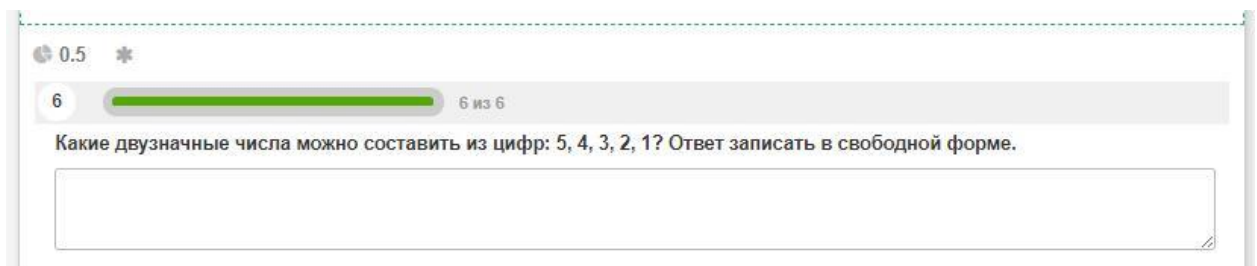 0.5 *
6 6 из 6
Какие двузначные числа можно составить из цифр: 5, 4, 3, 2, 1? Ответ записать в свободной форме.